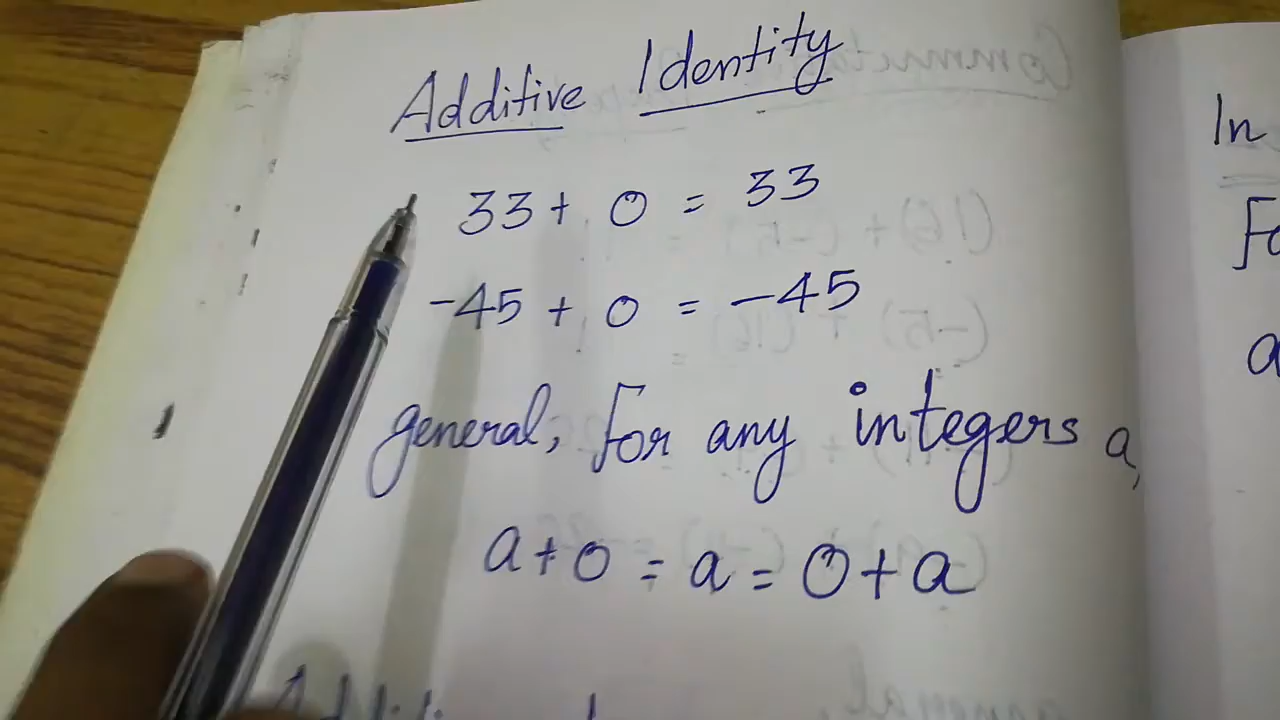 Additive Identity
33 + 0 = 33
-45 + 0 = -45
general, for any integers a,
a + 0 = a = 0 + a
In